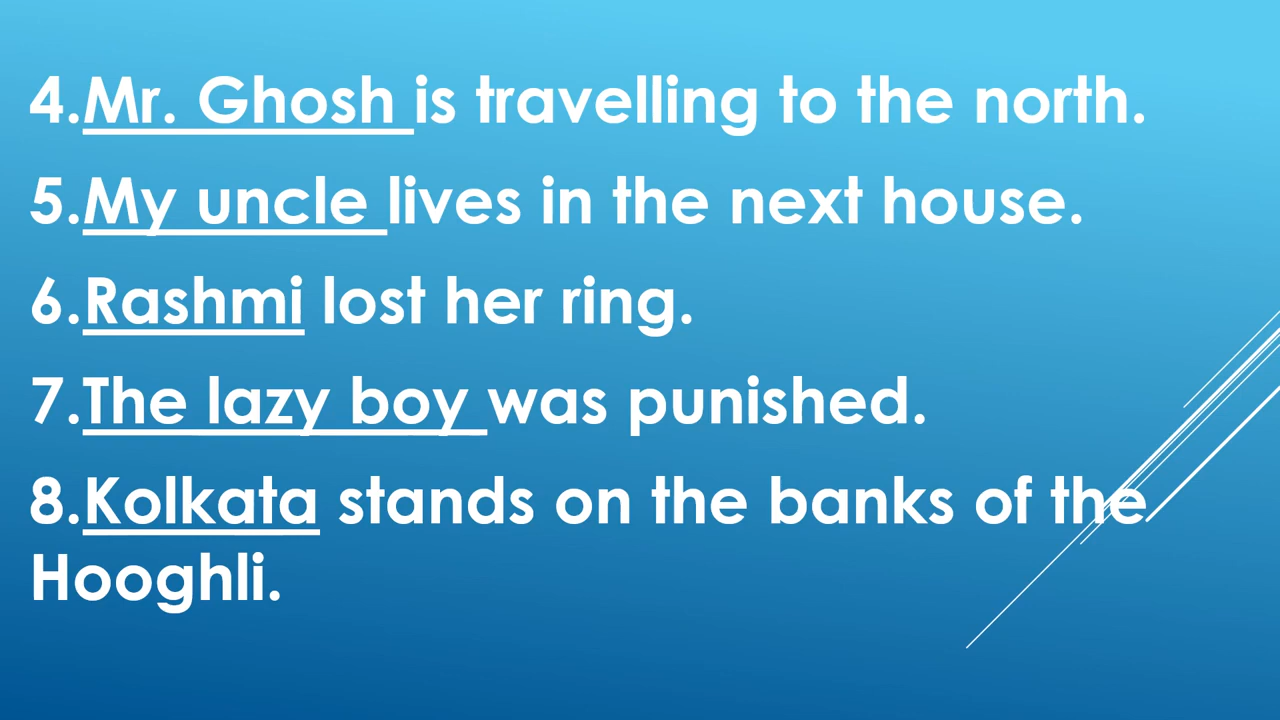 4.Mr. Ghosh is travelling to the north.
5.My uncle lives in the next house.
6.Rashmi lost her ring.
7.The lazy boy was punished.
8.Kolkata stands on the banks of the
Hooghli.